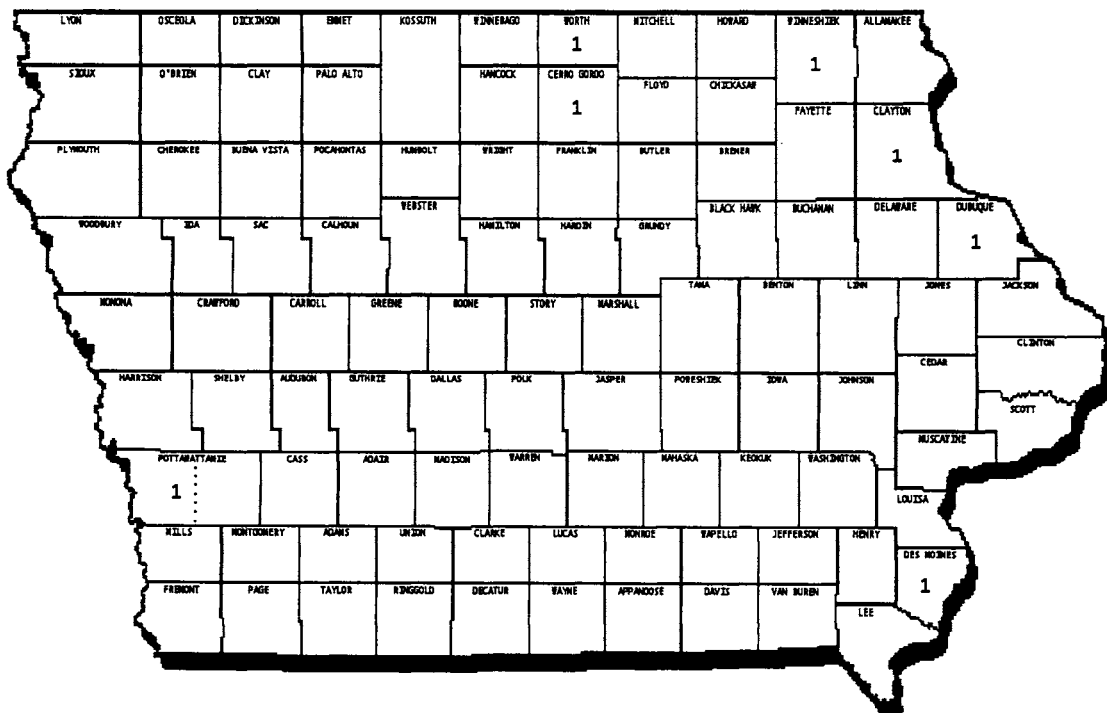 LYON OSCEOLA DICKINSON EMMET KOSSUTH WINNEBAGO WORTH MITCHELL HOWARD WINNESHIEK ALLAMAKEE
1
1
SIOUX O'BRIEN CLAY PALO ALTO HANCOCK CERRO GORDO
FLOYD CHICKASAW
1
FAYETTE CLAYTON
PLYMOUTH CHEROKEE BUENA VISTA POCAHONTAS HUMBOLT WRIGHT FRANKLIN BUTLER BREMER
1
WEBSTER
BLACK HAWK BUCHANAN DELAWARE DUBUQUE
WOODBURY IDA SAC CALHOUN HAMILTON HARDIN GRUNDY
1
TAMA BENTON LINN JONES JACKSON
MONONA CRAWFORD CARROLL GREENE BOONE STORY MARSHALL
CLINTON
CEDAR
HARRISON SHELBY AUDUBON GUTHRIE DALLAS POLK JASPER POWESHIEK IOWA JOHNSON
SCOTT
MUSCATINE
POTTAWATTAMIE CASS ADAIR MADISON WARREN MARION MAHASKA KEOKUK WASHINGTON
1
LOUISA
MILLS MONTGOMERY ADAMS UNION CLARKE LUCAS MONROE WAPELLO JEFFERSON HENRY
DES MOINES
FREMONT PAGE TAYLOR RINGGOLD DECATUR WAYNE APPANOOSE DAVIS VAN BUREN
1
LEE